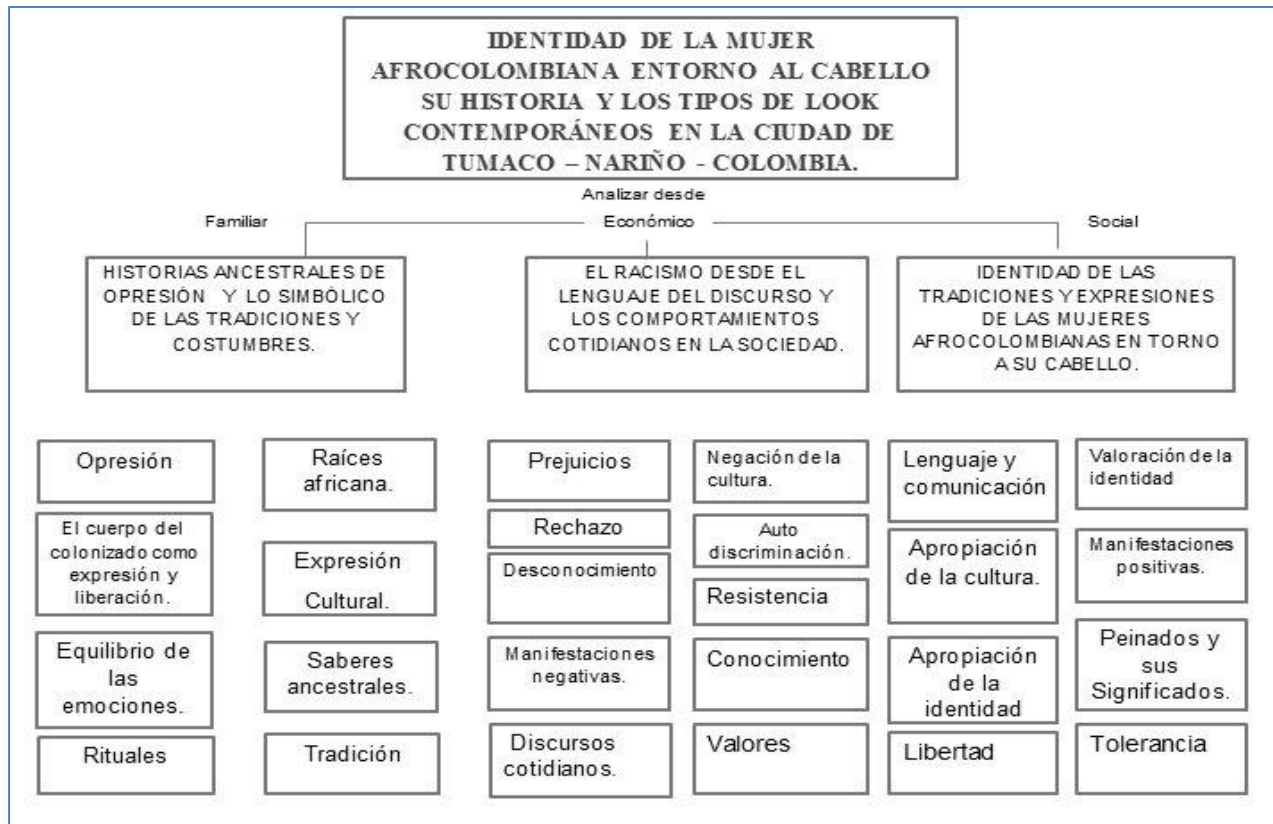 IDENTIDAD DE LA MUJER
AFROCOLOMBIANA ENTORNO AL CABELLO
SU HISTORIA Y LOS TIPOS DE LOOK
CONTEMPORÁNEOS EN LA CIUDAD DE
TUMACO – NARIÑO - COLOMBIA.
Analizar desde
Familiar
Económico
Social
HISTORIAS ANCESTRALES DE
OPRESIÓN Y LO SIMBÓLICO
DE LAS TRADICIONES Y
COSTUMBRES.
EL RACISMO DESDE EL
LENGUAJE DEL DISCURSO Y
LOS COMPORTAMIENTOS
COTIDIANOS EN LA SOCIEDAD.
IDENTIDAD DE LAS
TRADICIONES Y EXPRESIONES
DE LAS MUJERES
AFROCOLOMBIANAS EN TORNO
A SU CABELLO.
Opresión
El cuerpo del
colonizado como
expresión y
liberación.
Equilibrio de
las
emociones.
Rituales
Raíces
africana.
Expresión
Cultural.
Saberes
ancestrales.
Tradición
Prejuicios
Rechazo
Desconocimiento
Manifestaciones
negativas.
Discursos
cotidianos.
Negación de la
cultura.
Auto
discriminación.
Resistencia
Conocimiento
Valores
Lenguaje y
comunicación
Apropiación
de la cultura.
Apropiación
de la
identidad
Libertad
Valoración de la
identidad
Manifestaciones
positivas.
Peinados y
sus
Significados.
Tolerancia